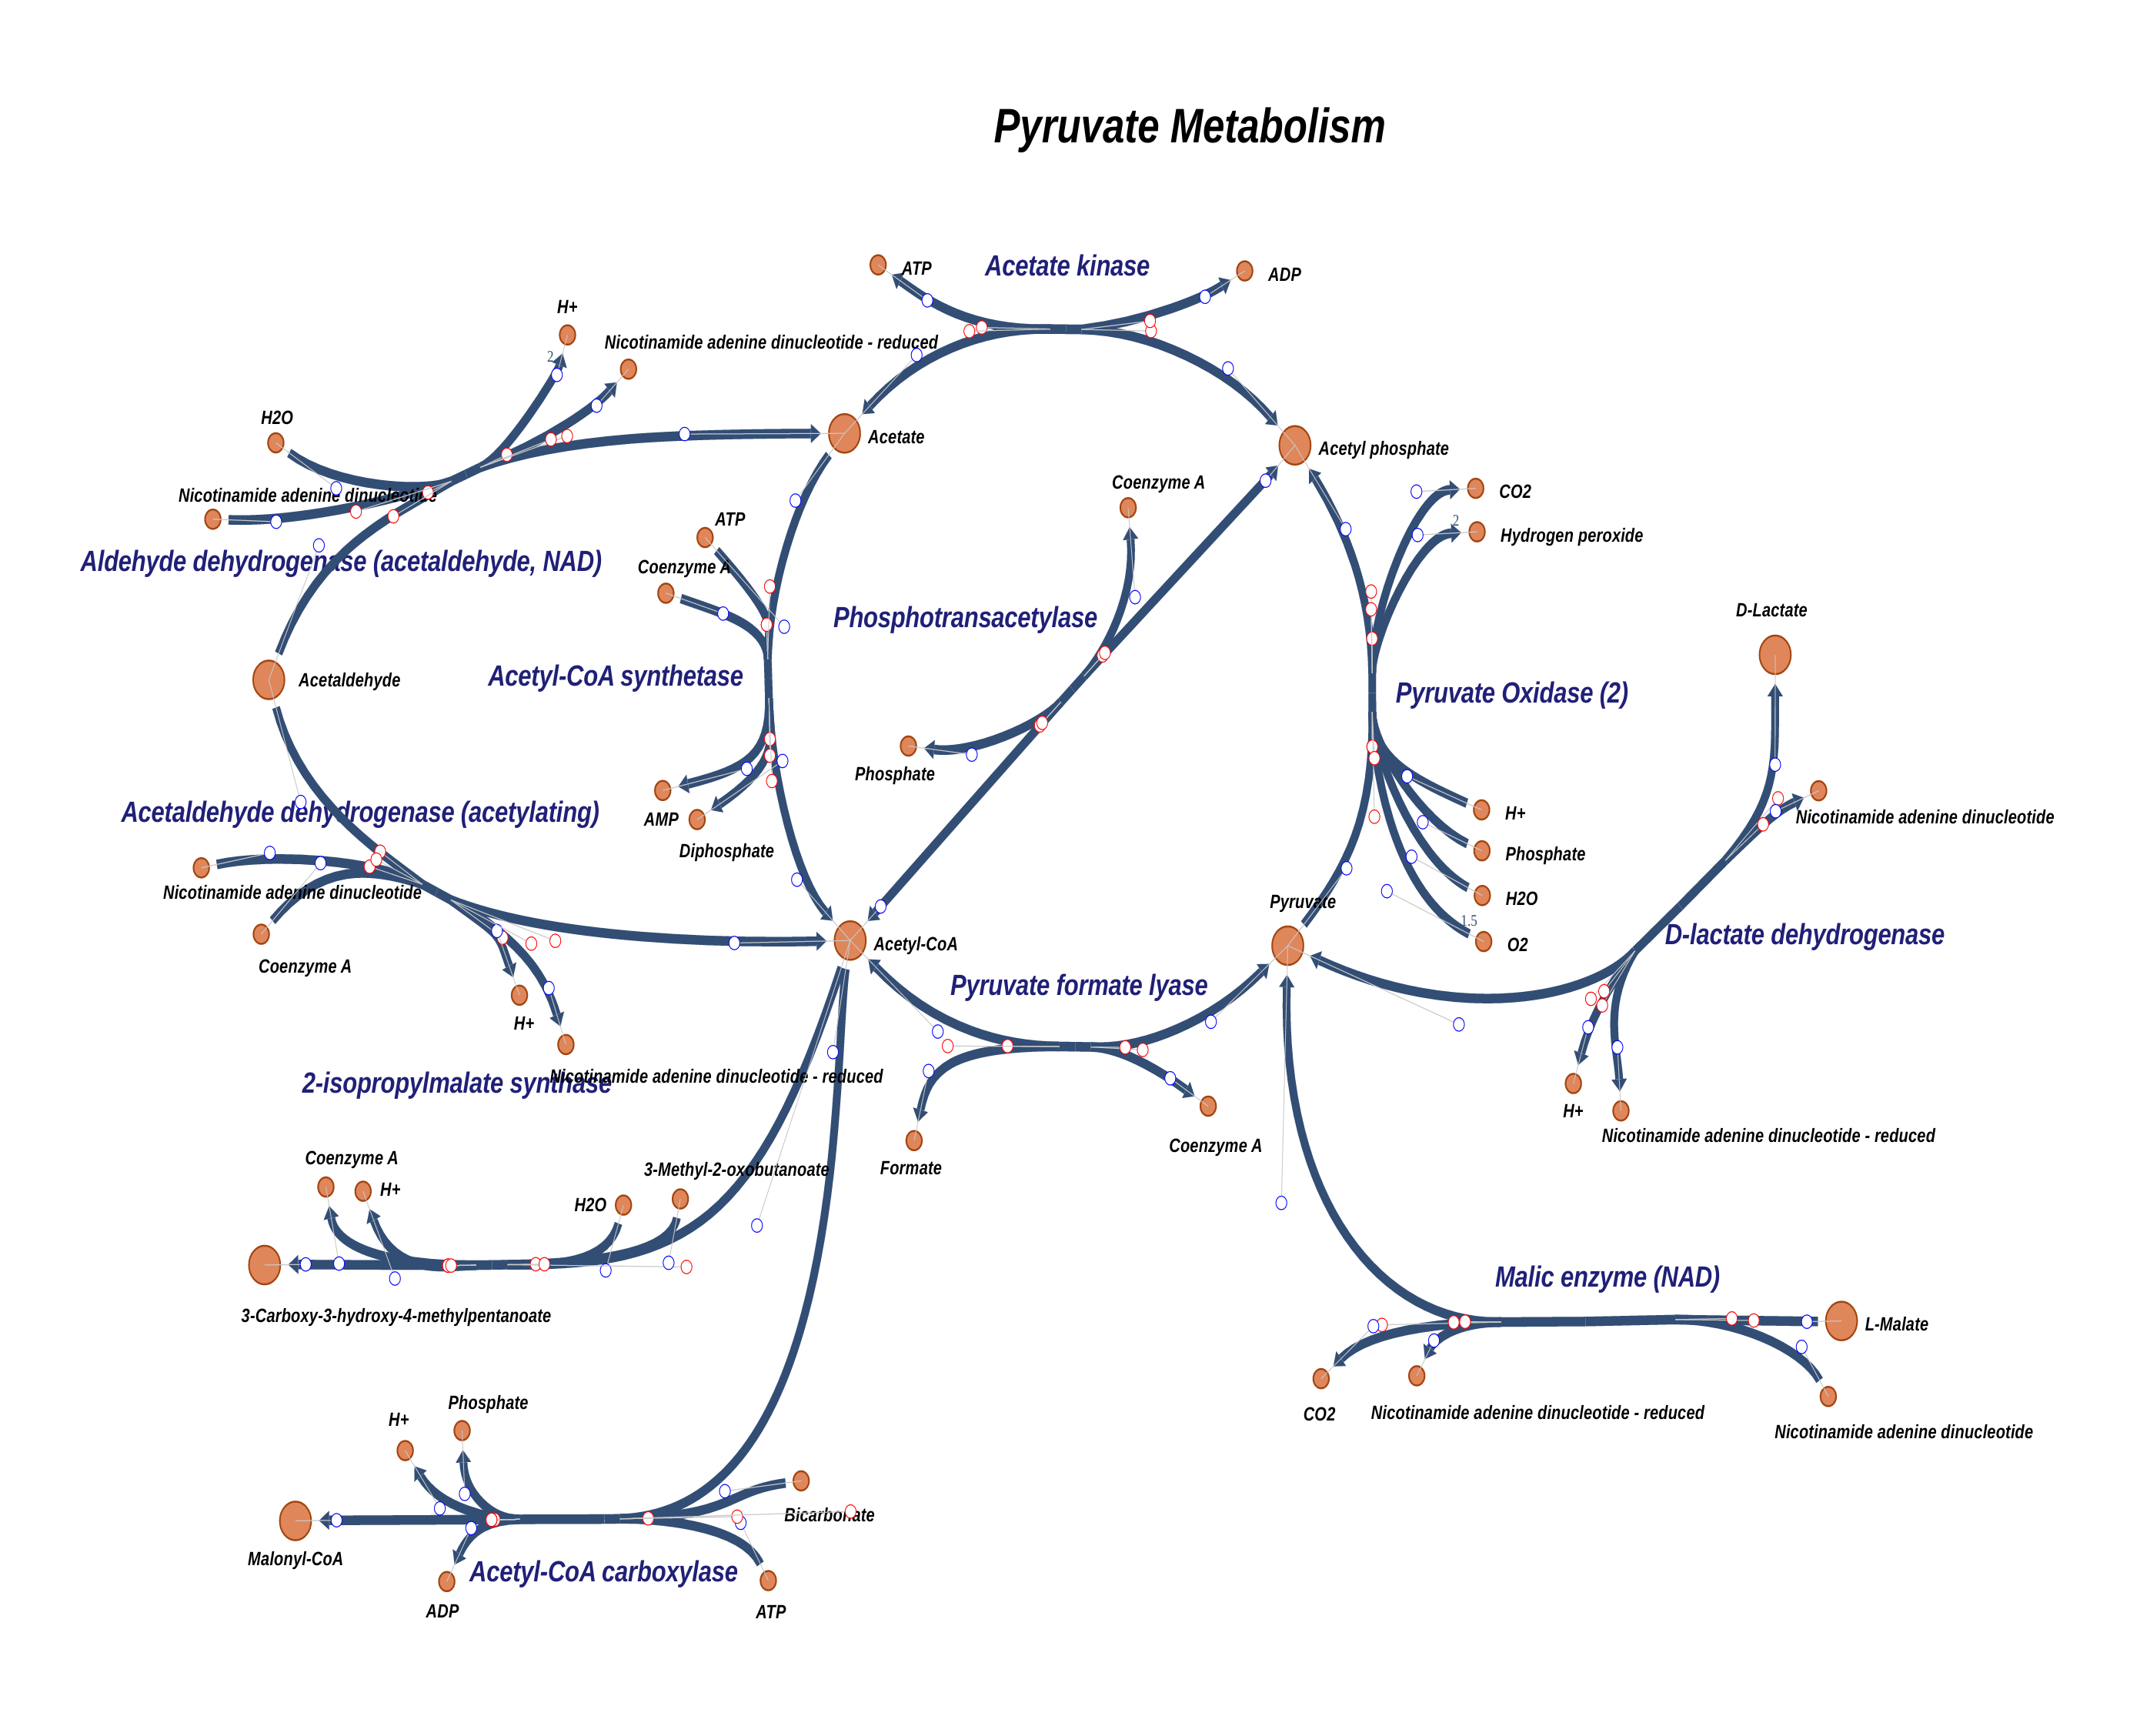 Pyruvate Metabolism
Acetate kinase
ATP
ADP
H+
Nicotinamide adenine dinucleotide - reduced
2
H2O
Acetate
Acetyl phosphate
Nicotinamide adenine dinucleotide
Coenzyme A
CO2
2
Hydrogen peroxide
ATP
Aldehyde dehydrogenase (acetaldehyde, NAD)
Coenzyme A
Phosphotransacetylase
D-Lactate
Acetaldehyde
Acetyl-CoA synthetase
Pyruvate Oxidase (2)
Phosphate
AMP
Acetaldehyde dehydrogenase (acetylating)
H+
Nicotinamide adenine dinucleotide
Diphosphate
Phosphate
Nicotinamide adenine dinucleotide
Pyruvate
H2O
1.5
O2
D-lactate dehydrogenase
Acetyl-CoA
Coenzyme A
Pyruvate formate lyase
H+
2-isopropylmalate synthase
Nicotinamide adenine dinucleotide - reduced
H+
Nicotinamide adenine dinucleotide - reduced
Coenzyme A
Formate
Coenzyme A
3-Methyl-2-oxobutanoate
H+
H2O
Malic enzyme (NAD)
3-Carboxy-3-hydroxy-4-methylpentanoate
L-Malate
Phosphate
H+
CO2
Nicotinamide adenine dinucleotide - reduced
Nicotinamide adenine dinucleotide
Bicarbonate
Malonyl-CoA
Acetyl-CoA carboxylase
ADP
ATP